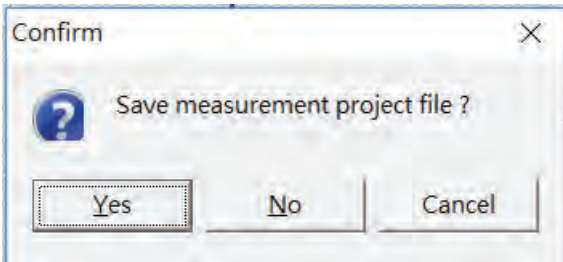 Confirm
Save measurement project file ?
Yes
No
Cancel